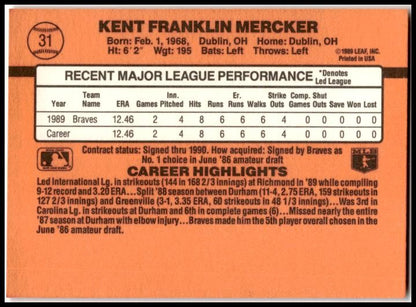 31
KENT FRANKLIN MERCKER
Born: Feb. 1, 1968, Dublin, OH Home: Dublin, OH
Ht: 6' 2" Wgt: 195 Bats: Left Throws: Left
©1989 LEAF, INC.
Printed in USA
RECENT MAJOR LEAGUE PERFORMANCE *Denotes Led League
Year Team Name ERA Games Inn. Pitched Hits Runs Er. Runs Walks Strike Outs Comp. Games Shut Outs Save Won Lost
1989 Braves 12.46 2 4 8 6 6 6 4 0 0 0 0 0
Career 12.46 2 4 8 6 6 6 4 0 0 0 0 0
Contract status: Signed thru 1990. How acquired: Signed by Braves as
No. 1 choice in June '86 amateur draft
CAREER HIGHLIGHTS
Led International Lg. in strikeouts (144 in 168 2/3 innings) at Richmond in '89 while compiling
9-12 record and 3.20 ERA...Split '88 season between Durham (11-4, 2.75 ERA, 159 strikeouts in
127 2/3 innings) and Greenville (3-1, 3.35 ERA, 60 strikeouts in 48 1/3 innings)...Was 3rd in
Carolina Lg. in strikeouts at Durham and 6th in complete games (6)...Missed nearly the entire
'87 season at Durham with elbow injury...Braves made him the 5th player overall chosen in the
June '86 amateur draft.